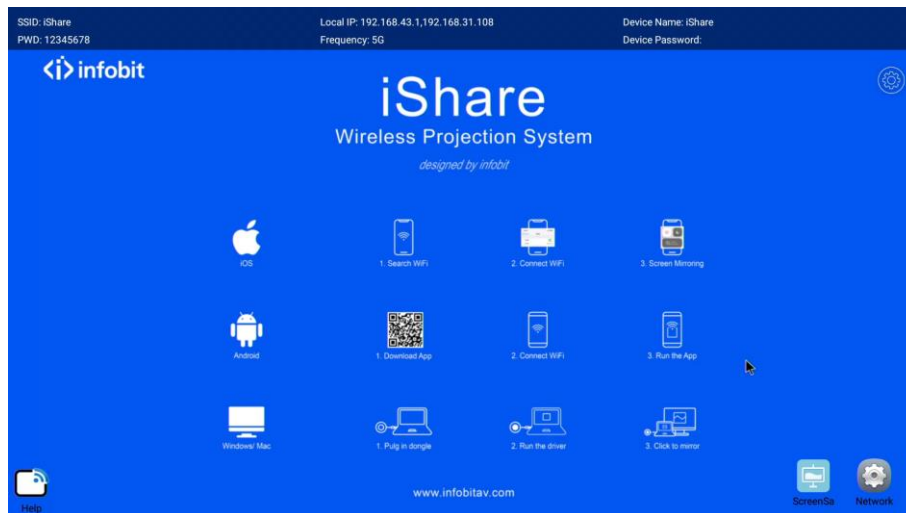 SSID: iShare
PWD: 12345678
Local IP: 192.168.43.1,192.168.31.108
Frequency: 5G
Device Name: iShare
Device Password:
<i> infobit
iShare
Wireless Projection System
designed by infobit
iOS
1. Search WiFi
2. Connect WiFi
3. Screen Mirroring
Android
1. Download App
2. Connect WiFi
3. Run the App
Windows/ Mac
1. Pulg in dongle
2. Run the driver
3. Click to mirror
Help
www.infobitav.com
ScreenSa
Network